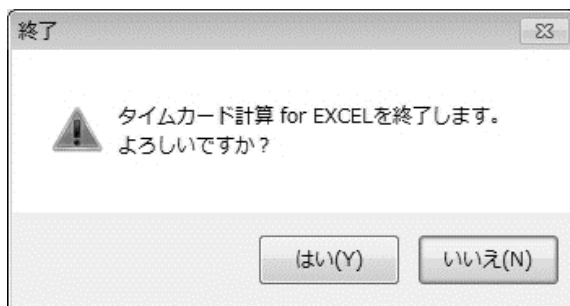 終了
タイムカード計算 for EXCELを終了します。
よろしいですか？
はい(Y)
いいえ(N)